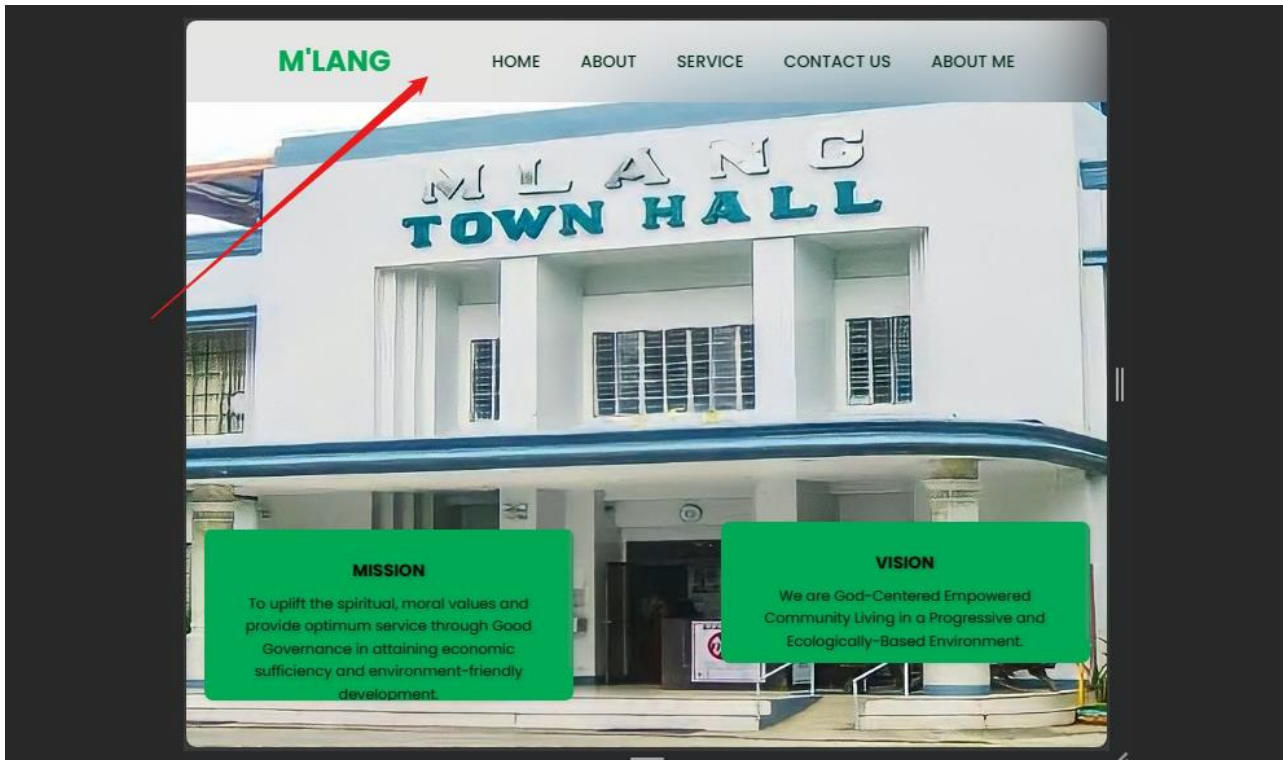 M'LANG HOME ABOUT SERVICE CONTACT US ABOUT ME
MLANG
TOWN HALL
MISSION
To uplift the spiritual, moral values and
provide optimum service through Good
Governance in attaining economic
sufficiency and environment-friendly
development.
VISION
We are God-Centered Empowered
Community Living in a Progressive and
Ecologically-Based Environment.